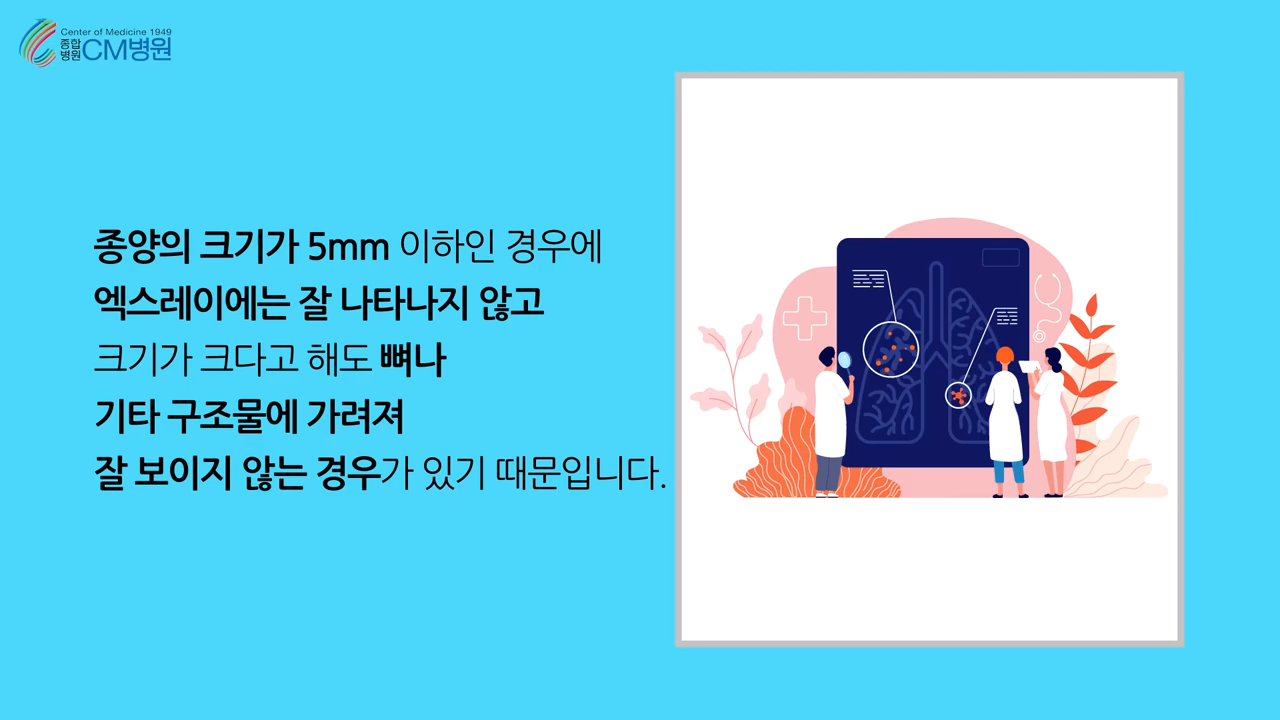 Center of Medicine 1949
종합
병원
CM병원
종양의 크기가 5mm 이하인 경우에
엑스레이에는 잘 나타나지 않고
크기가 크다고 해도 뼈나
기타 구조물에 가려져
잘 보이지 않는 경우가 있기 때문입니다.